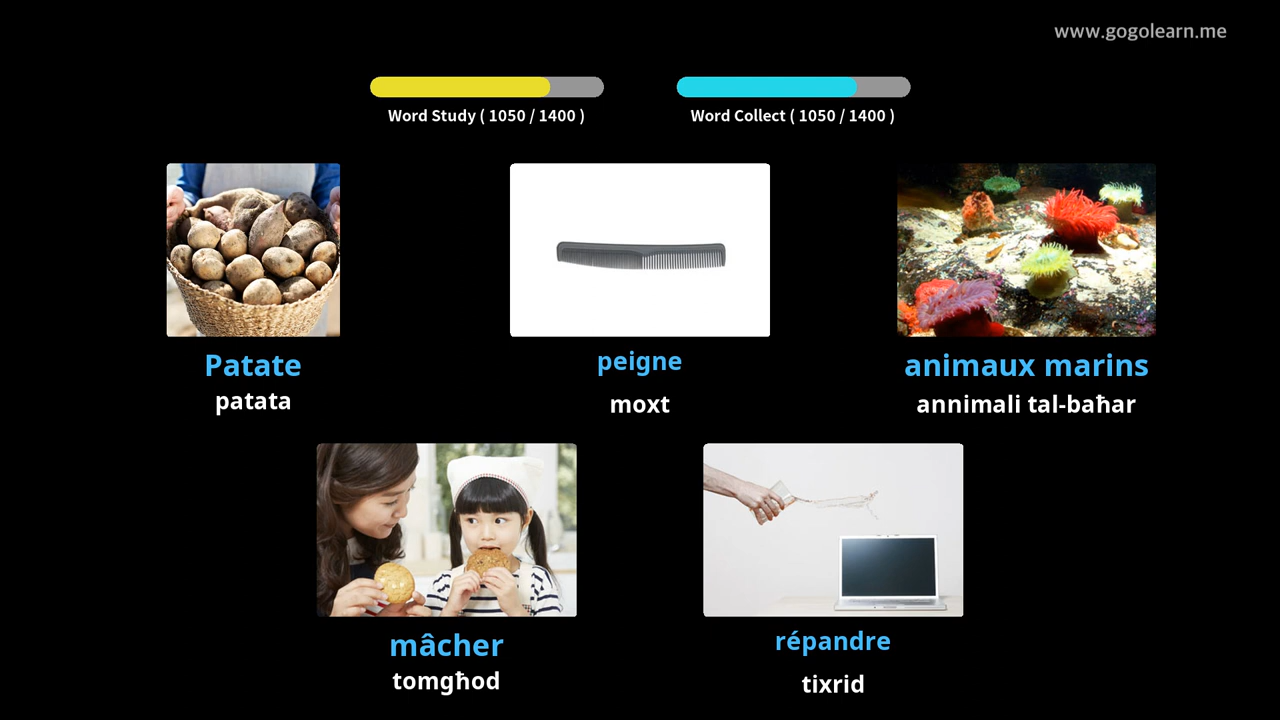 www.gogolearn.me
Word Study ( 1050 / 1400 )
Word Collect ( 1050 / 1400 )
Patate
patata
peigne
moxt
animaux marins
annimali tal-baħar
mâcher
tomgħod
répandre
tixrid